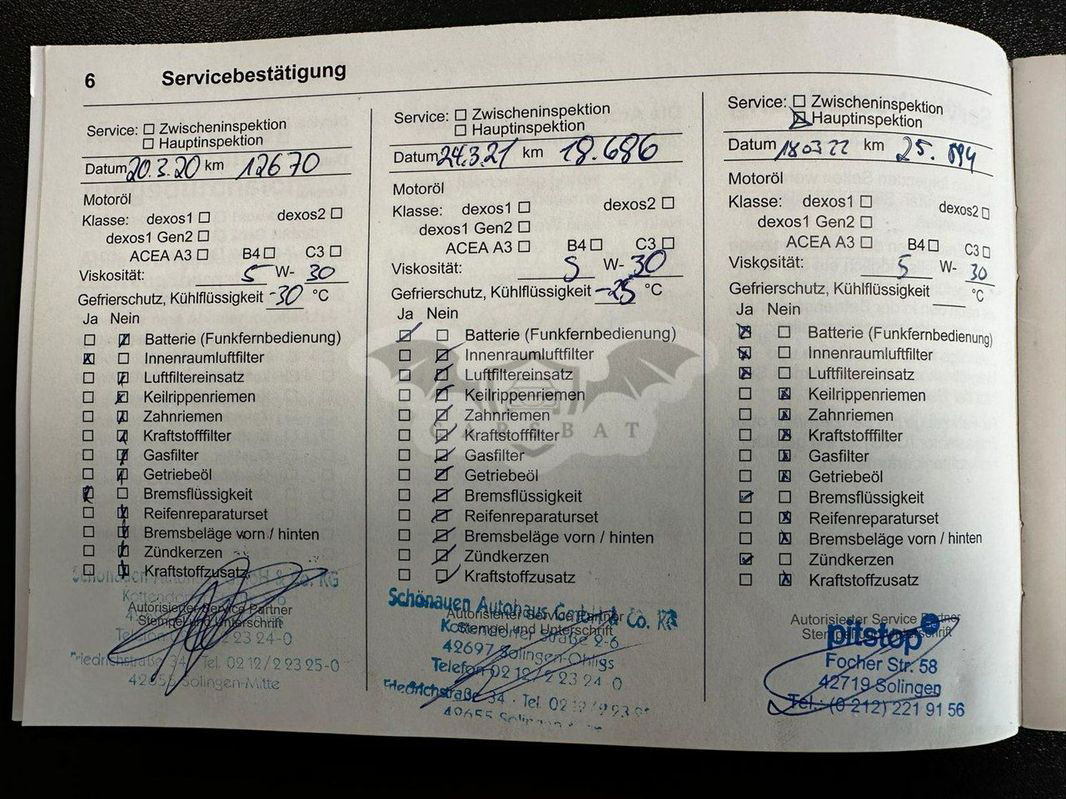 6 Servicebestätigung
Service: ☐ Zwischeninspektion
☐ Hauptinspektion
Datum 20.3.20 km 12670
Motoröl
Klasse: dexos1 ☐ dexos2 ☐
dexos1 Gen2 ☐
ACEA A3 ☐ B4 ☐ C3 ☐
Viskosität: 5 W- 30
Gefrierschutz, Kühlflüssigkeit -30 °C
Ja Nein
☐ ☒ Batterie (Funkfernbedienung)
☒ ☐ Innenraumluftfilter
☐ ☒ Luftfiltereinsatz
☐ ☒ Keilrippenriemen
☐ ☒ Zahnriemen
☐ ☒ Kraftstofffilter
☐ ☒ Gasfilter
☐ ☒ Getriebeöl
☒ ☐ Bremsflüssigkeit
☐ ☒ Reifenreparaturset
☐ ☒ Bremsbeläge vorn / hinten
☐ ☒ Zündkerzen
☐ ☒ Kraftstoffzusatz
Autorisierter Service Partner
Stempel und Unterschrift
Friedrichstraße 34 · Tel. 02 12 / 2 23 25-0
42655 Solingen-Mitte
Service: ☐ Zwischeninspektion
☐ Hauptinspektion
Datum 24.3.21 km 18.686
Motoröl
Klasse: dexos1 ☐ dexos2 ☐
dexos1 Gen2 ☐
ACEA A3 ☐ B4 ☐ C3 ☐
Viskosität: 5 W- 30
Gefrierschutz, Kühlflüssigkeit -25 °C
Ja Nein
☒ ☐ Batterie (Funkfernbedienung)
☐ ☒ Innenraumluftfilter
☐ ☒ Luftfiltereinsatz
☐ ☒ Keilrippenriemen
☐ ☒ Zahnriemen
☐ ☒ Kraftstofffilter
☐ ☒ Gasfilter
☐ ☒ Getriebeöl
☐ ☒ Bremsflüssigkeit
☐ ☒ Reifenreparaturset
☐ ☒ Bremsbeläge vorn / hinten
☐ ☒ Zündkerzen
☐ ☒ Kraftstoffzusatz
CARSBAT
Schönauen Autohaus GmbH & Co. KG
Autorisierter Service Partner
Stempel und Unterschrift
Kottendorfer Straße 2-6
42697 Solingen-Ohligs
Telefon 02 12 / 2 23 24-0
Friedrichstraße 34 · Tel. 02 12 / 2 23
42655
Service: ☐ Zwischeninspektion
☒ Hauptinspektion
Datum 18 03 22 km 25.
Motoröl
Klasse: dexos1 ☐ dexos2 ☐
dexos1 Gen2 ☐
ACEA A3 ☐ B4 ☐ C3 ☐
Viskosität: 5 W- 30
Gefrierschutz, Kühlflüssigkeit °C
Ja Nein
☒ ☐ Batterie (Funkfernbedienung)
☒ ☐ Innenraumluftfilter
☒ ☐ Luftfiltereinsatz
☐ ☒ Keilrippenriemen
☐ ☒ Zahnriemen
☐ ☒ Kraftstofffilter
☐ ☒ Gasfilter
☐ ☒ Getriebeöl
☒ ☐ Bremsflüssigkeit
☐ ☒ Reifenreparaturset
☐ ☒ Bremsbeläge vorn / hinten
☒ ☐ Zündkerzen
☐ ☒ Kraftstoffzusatz
Autorisierter Service Partner
Stempel und Unterschrift
pitstop
Focher Str. 58
42719 Solingen
Tel.: (0 212) 221 91 56